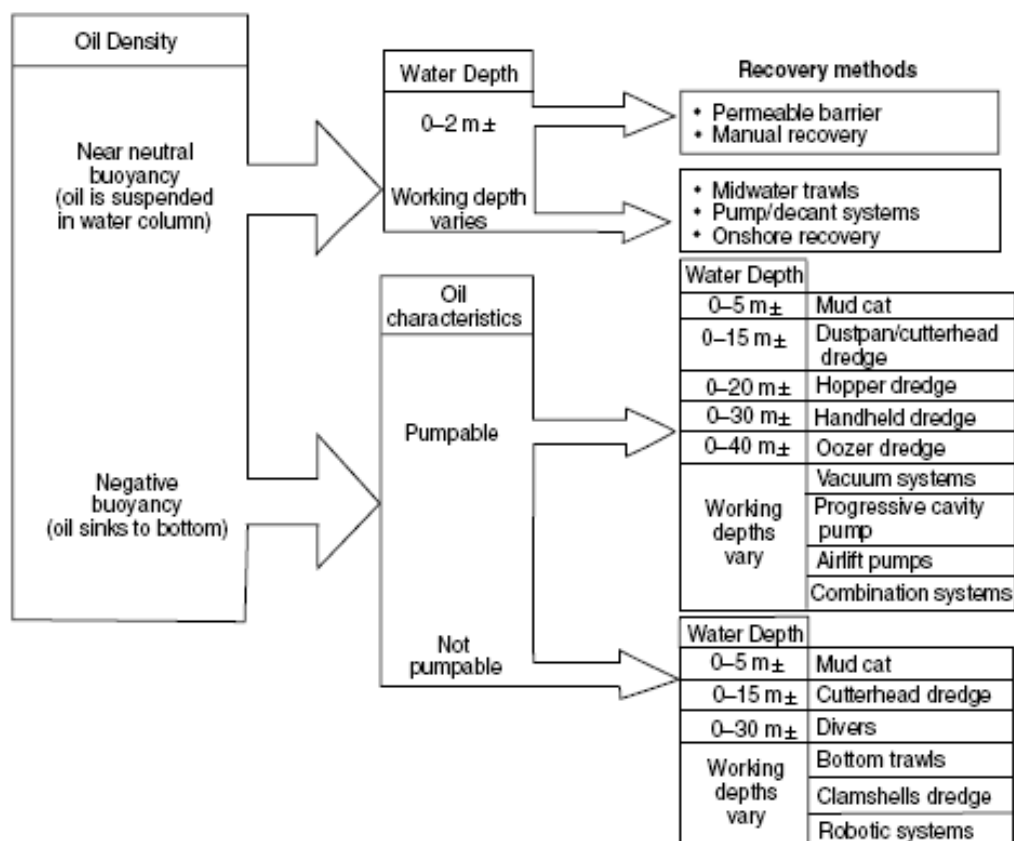 Oil Density
Near neutral
buoyancy
(oil is suspended
in water column)
Negative
buoyancy
(oil sinks to bottom)
Water Depth
0–2 m±
Working depth
varies
Oil
characteristics
Pumpable
Not
pumpable
Recovery methods
• Permeable barrier
• Manual recovery
• Midwater trawls
• Pump/decant systems
• Onshore recovery
Water Depth
0–5 m± Mud cat
0–15 m± Dustpan/cutterhead
dredge
0–20 m± Hopper dredge
0–30 m± Handheld dredge
0–40 m± Oozer dredge
Working
depths
vary
Vacuum systems
Progressive cavity
pump
Airlift pumps
Combination systems
Water Depth
0–5 m± Mud cat
0–15 m± Cutterhead dredge
0–30 m± Divers
Working
depths
vary
Bottom trawls
Clamshells dredge
Robotic systems